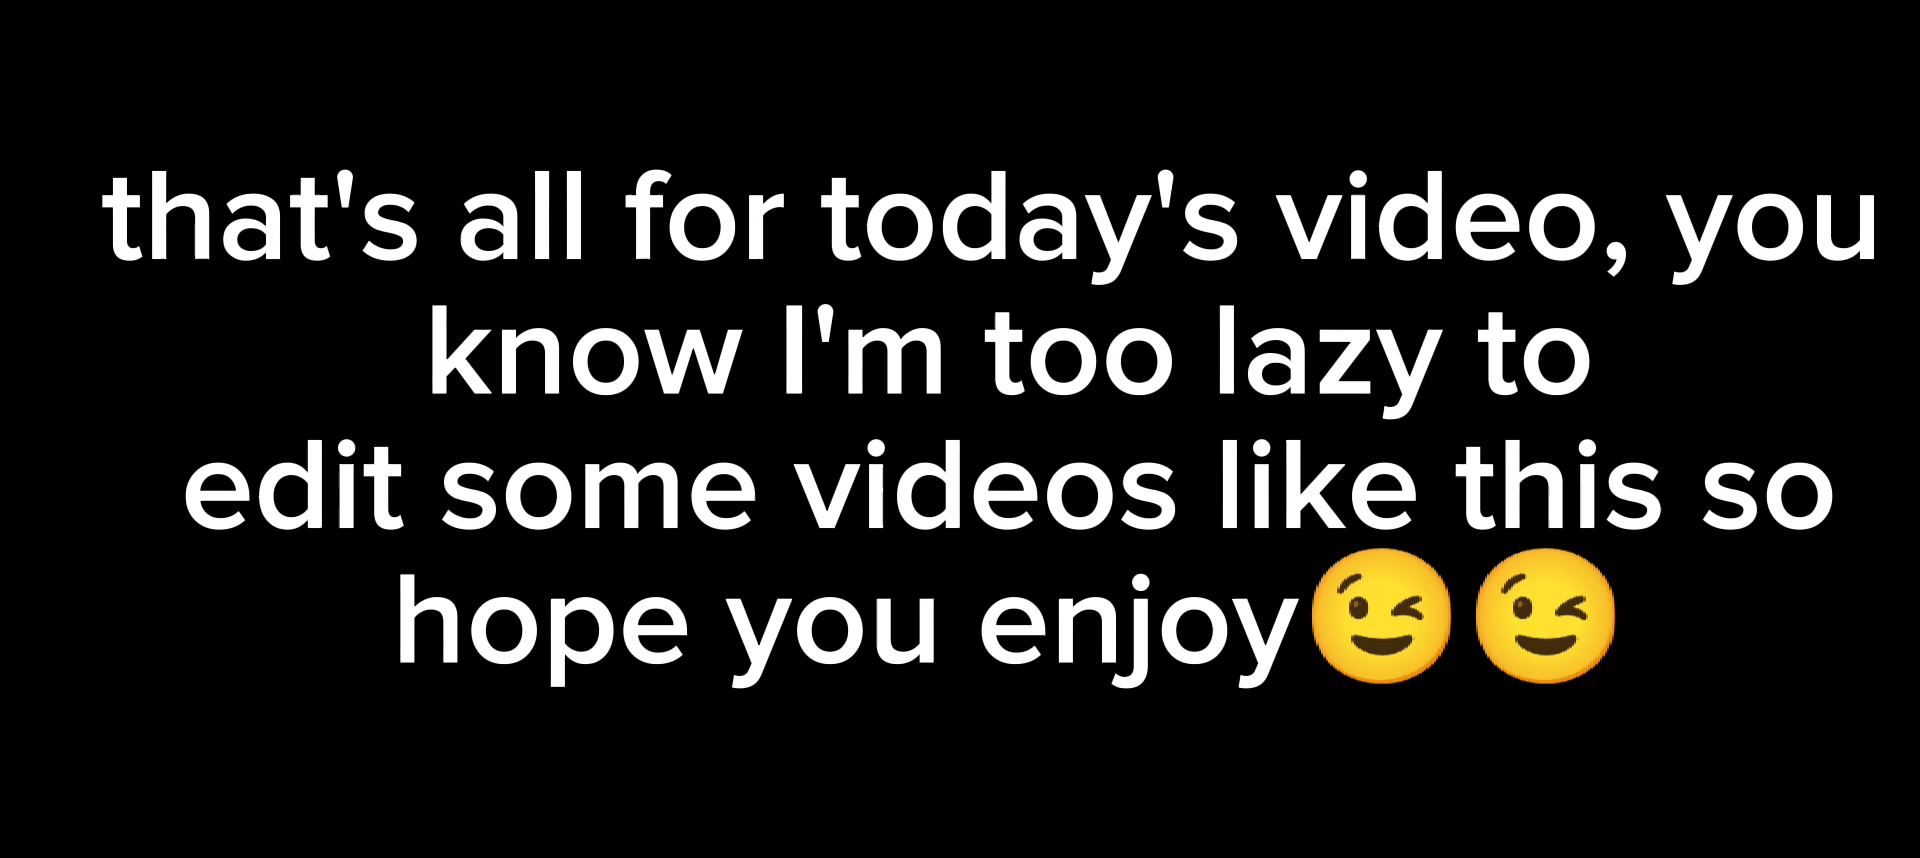 that's all for today's video, you
know I'm too lazy to
edit some videos like this so
hope you enjoy😉😉